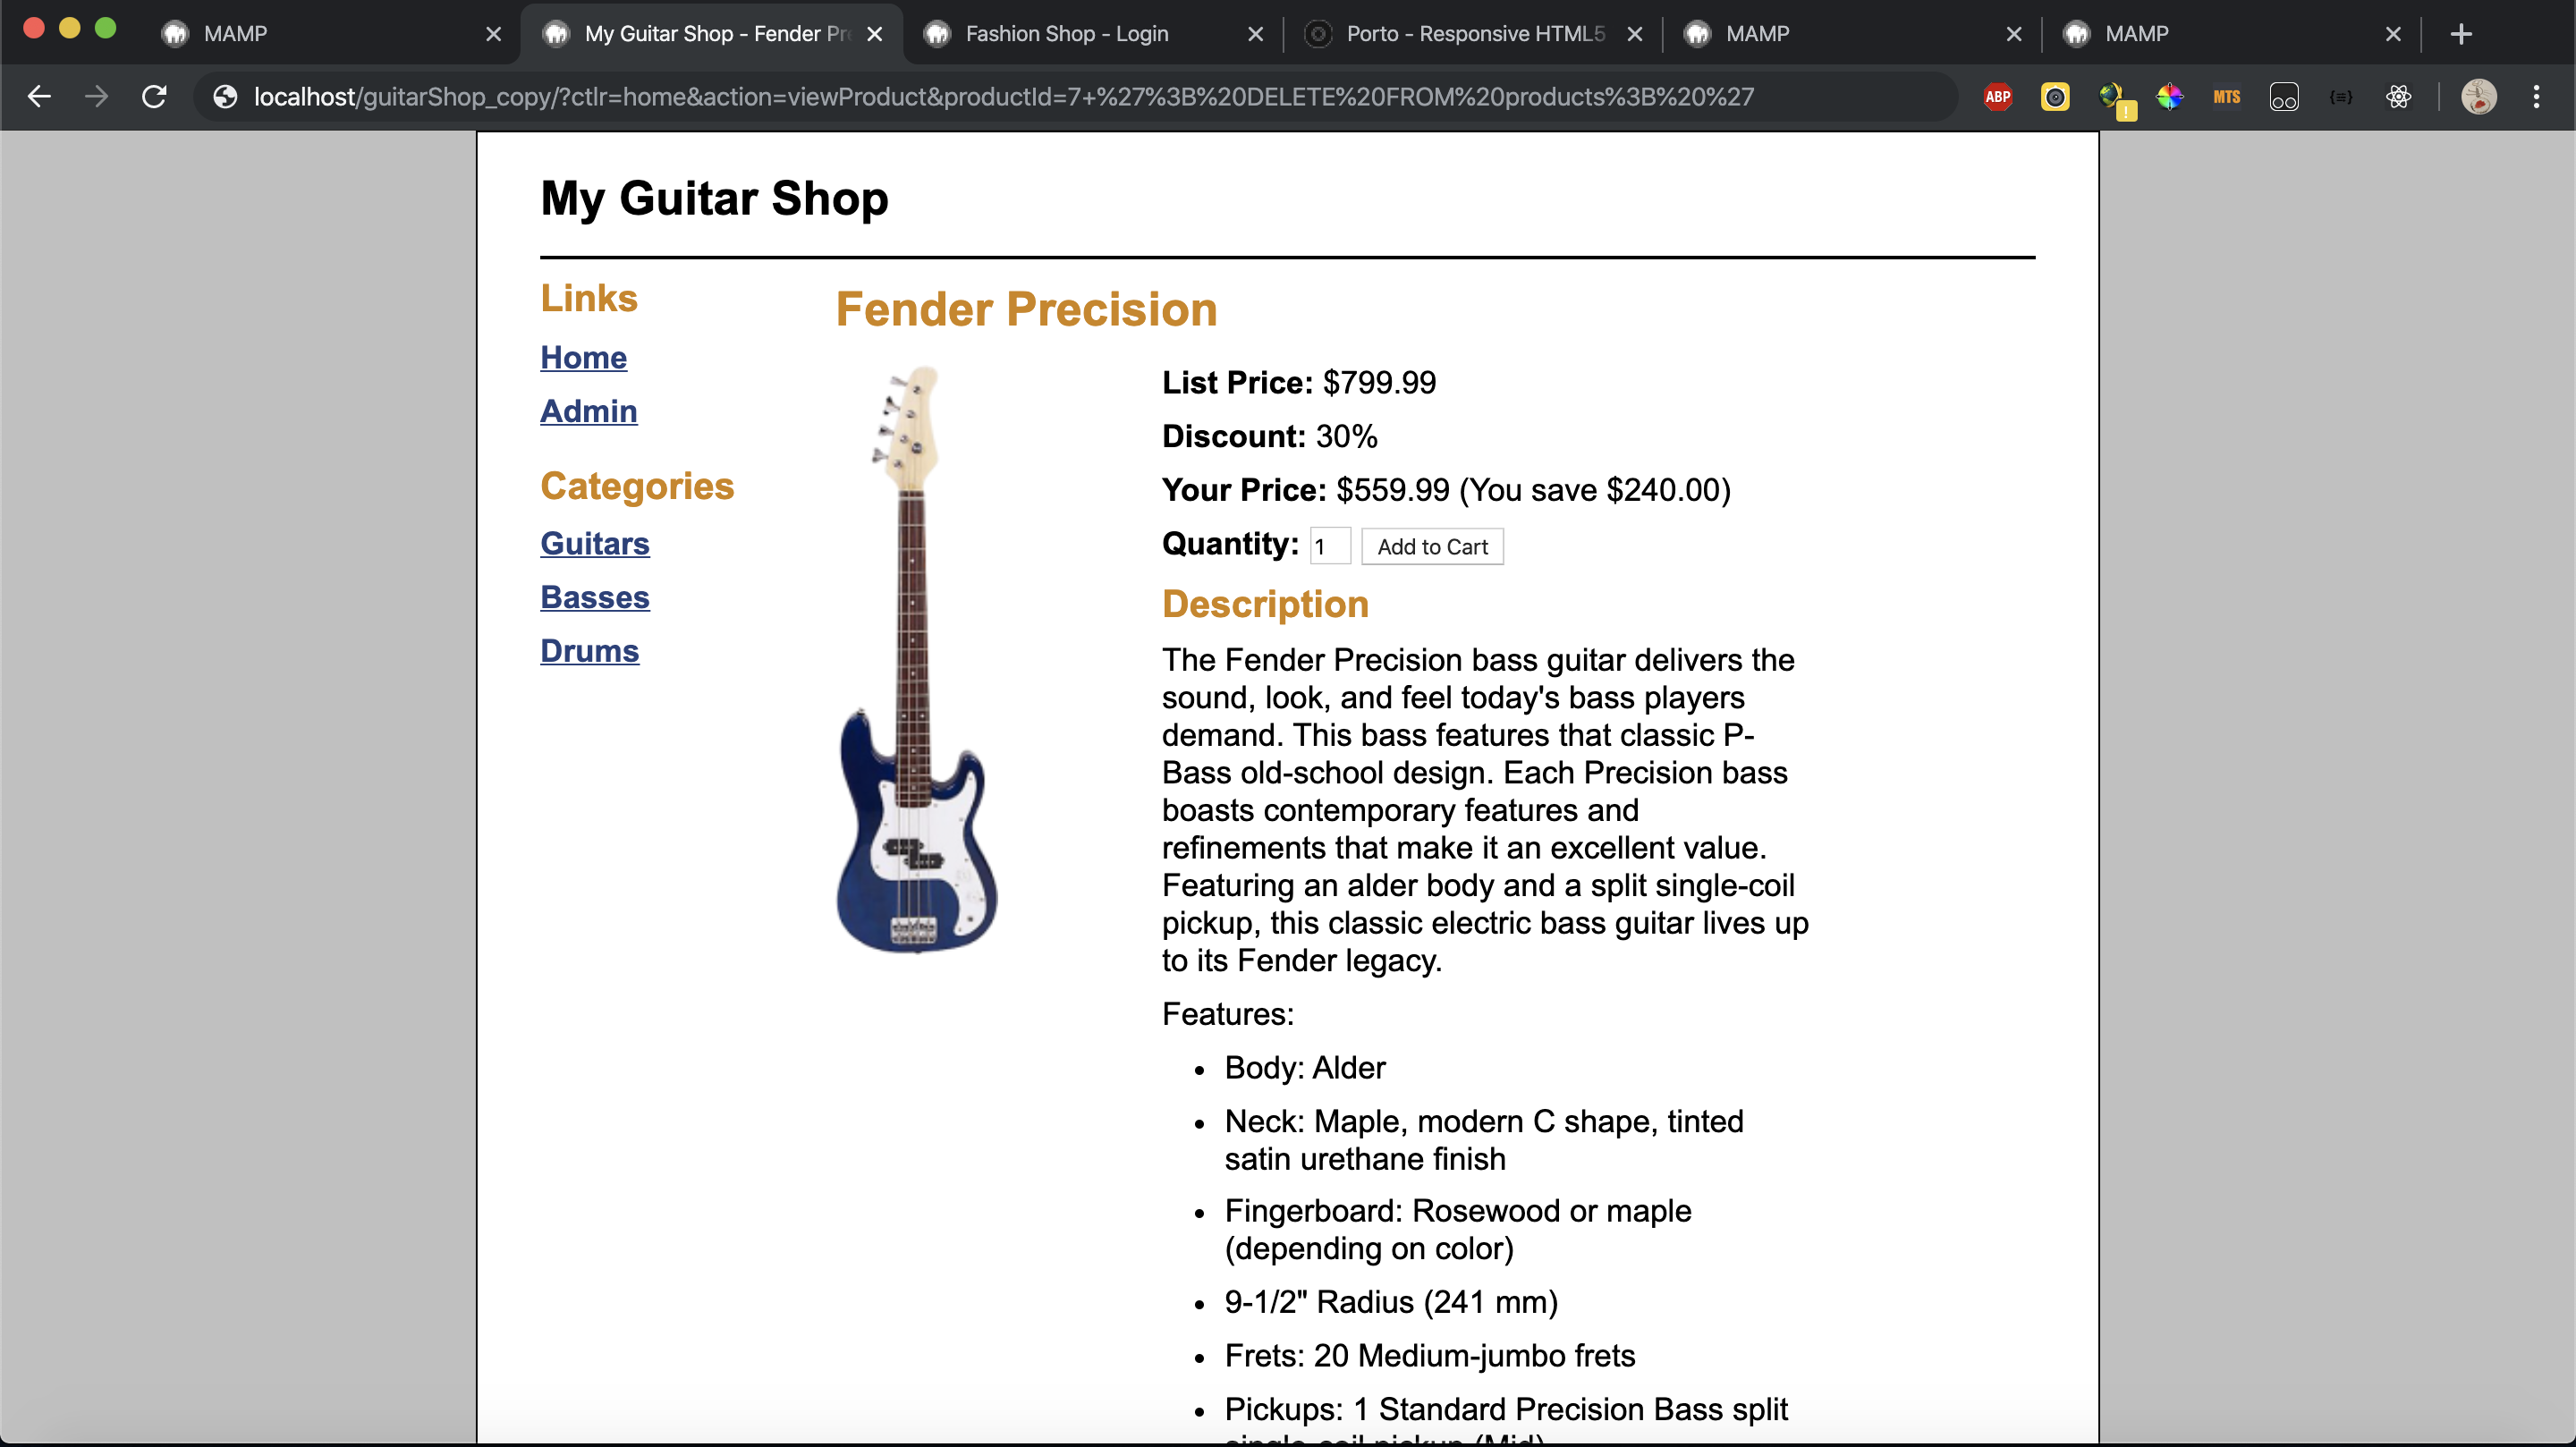 MAMP
My Guitar Shop - Fender Pr
Fashion Shop - Login
Porto - Responsive HTML5
MAMP
MAMP
localhost/guitarShop_copy/?ctlr=home&action=viewProduct&productId=7+%27%3B%20DELETE%20FROM%20products%3B%20%27
ABP
MTS
My Guitar Shop
Links
Home
Admin
Categories
Guitars
Basses
Drums
Fender Precision
List Price: $799.99
Discount: 30%
Your Price: $559.99 (You save $240.00)
Quantity: 1 Add to Cart
Description
The Fender Precision bass guitar delivers the
sound, look, and feel today's bass players
demand. This bass features that classic P-
Bass old-school design. Each Precision bass
boasts contemporary features and
refinements that make it an excellent value.
Featuring an alder body and a split single-coil
pickup, this classic electric bass guitar lives up
to its Fender legacy.
Features:
• Body: Alder
• Neck: Maple, modern C shape, tinted
satin urethane finish
• Fingerboard: Rosewood or maple
(depending on color)
• 9-1/2" Radius (241 mm)
• Frets: 20 Medium-jumbo frets
• Pickups: 1 Standard Precision Bass split
single-coil pickup (Mid)